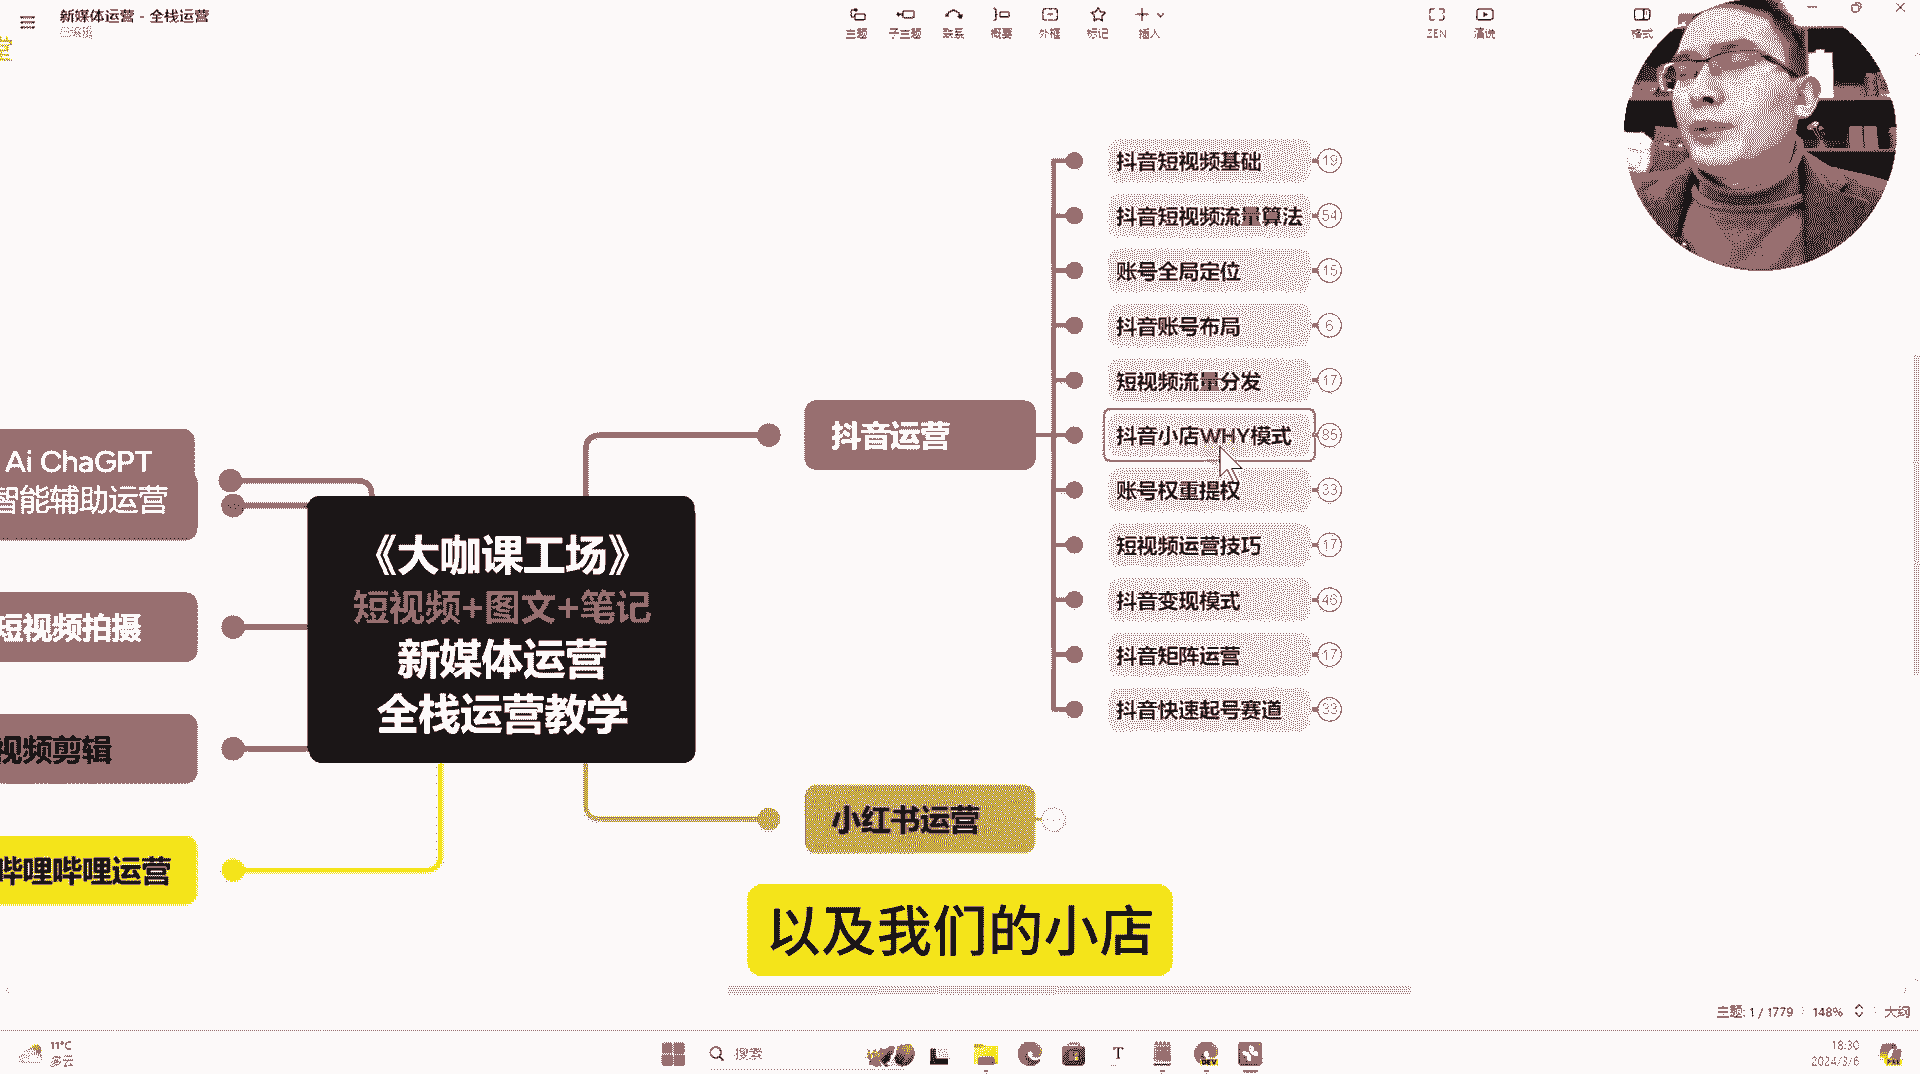 新媒体运营 - 全栈运营
已编辑
主题
子主题
联系
概要
外框
标记
插入
ZEN
演说
格式
抖音短视频基础 19
抖音短视频流量算法 54
账号全局定位 15
抖音账号布局 6
短视频流量分发 17
抖音运营
抖音小店WHY模式 85
账号权重提权 33
短视频运营技巧 17
抖音变现模式 46
抖音矩阵运营 17
抖音快速起号赛道 33
Ai ChaGPT
智能辅助运营
短视频拍摄
视频剪辑
哔哩哔哩运营
《大咖课工场》
短视频+图文+笔记
新媒体运营
全栈运营教学
小红书运营
以及我们的小店
主题: 1 / 1779
148%
大纲
11°C
多云
搜索
18:30
2024/3/6